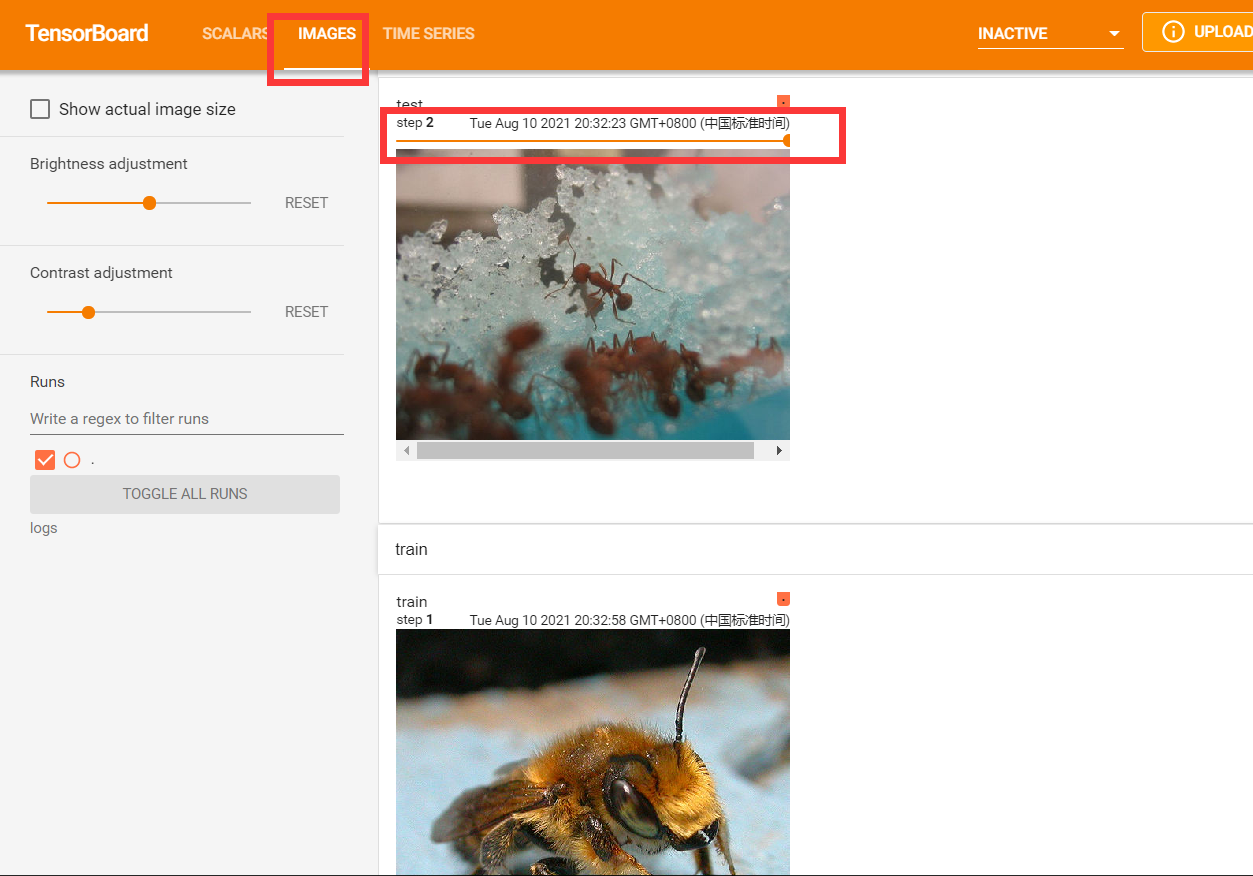 TensorBoard SCALARS IMAGES TIME SERIES INACTIVE UPLOAD
Show actual image size
Brightness adjustment
RESET
Contrast adjustment
RESET
Runs
Write a regex to filter runs
.
TOGGLE ALL RUNS
logs
test
step 2 Tue Aug 10 2021 20:32:23 GMT+0800 (中国标准时间)
train
train
step 1 Tue Aug 10 2021 20:32:58 GMT+0800 (中国标准时间)